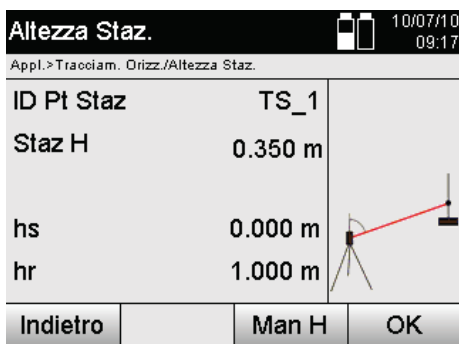 Altezza Staz.
10/07/10
09:17
Appl.>Tracciam. Orizz./Altezza Staz.
ID Pt Staz TS_1
Staz H 0.350 m
hs 0.000 m
hr 1.000 m
Indietro Man H OK